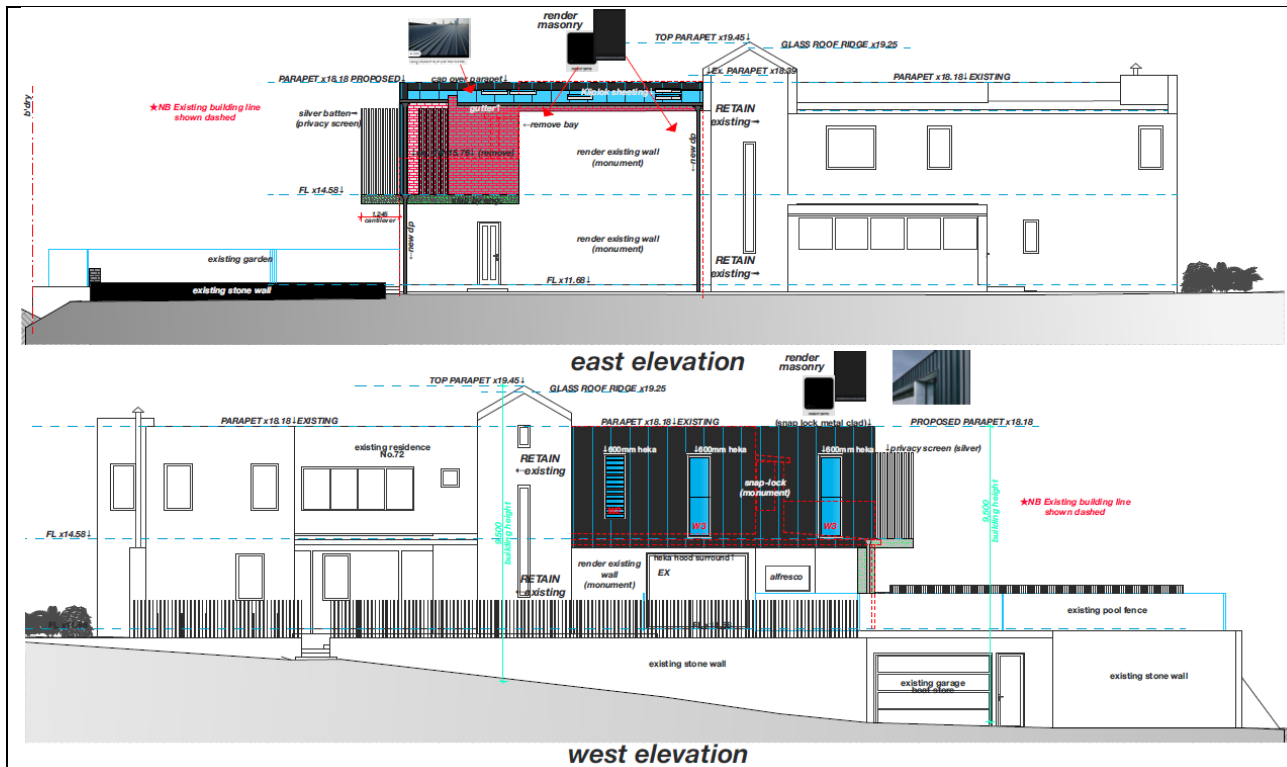 render
masonry
TOP PARAPET x19.45↓
GLASS ROOF RIDGE x19.25
PARAPET x18.18 PROPOSED↓
cap over parapet↓
↓Ex. PARAPET x18.39
PARAPET x18.18↓EXISTING
b'dry
★NB Existing building line
shown dashed
silver batten→
(privacy screen)
Kliplok sheeting↓
gutter↑
←remove bay
RETAIN
existing→
(remove)
render existing wall
(monument)
←new dp
FL x14.58↓
1,245
cantilever
←new dp
render existing wall
(monument)
existing garden
RETAIN
existing→
FL x11.68↓
existing stone wall
east elevation
render
masonry
TOP PARAPET x19.45↓
GLASS ROOF RIDGE x19.25
PARAPET x18.18↓EXISTING
PARAPET x18.18↓EXISTING
(snap lock metal clad)↓
PROPOSED PARAPET x18.18
existing residence
No.72
RETAIN
←existing
↓600mm heka
↓600mm heka
↓600mm heka
↓privacy screen (silver)
snap-lock
(monument)
★NB Existing building line
shown dashed
9,500
building height
9,500
building height
W3
W3
FL x14.58↓
heka hood surround↑
render existing
wall
(monument)
EX
alfresco
RETAIN
←existing
existing pool fence
existing stone wall
existing garage
boat store
existing stone wall
west elevation